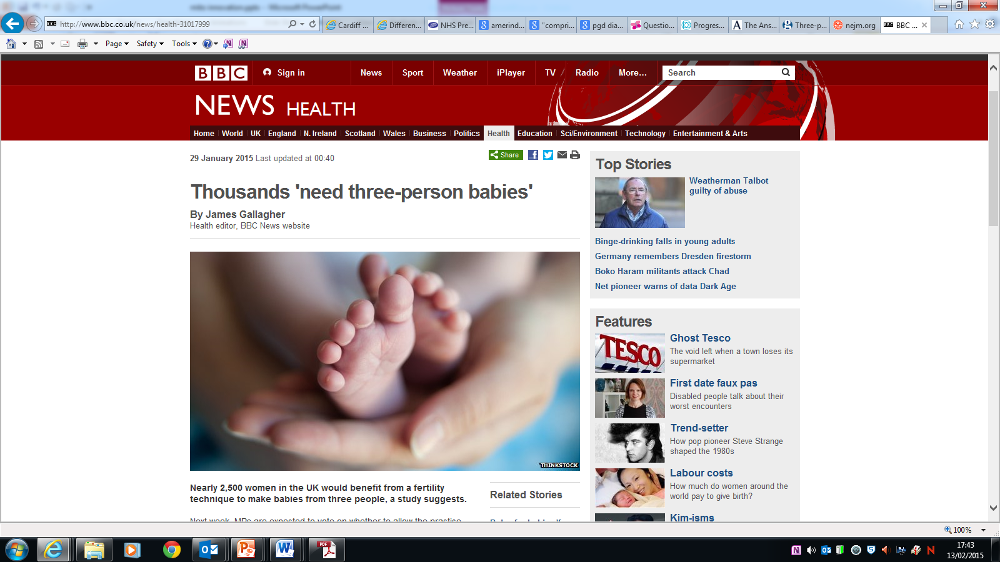 http://www.bbc.co.uk/news/health-31017999
Cardiff ...
Differen...
NHS Pre...
amerind...
"compri...
pgd dia...
Questio...
Progres...
The Ans...
Three-p...
nejm.org
BBC ...
Page
Safety
Tools
BBC
Sign in
News
Sport
Weather
iPlayer
TV
Radio
More...
Search
NEWS HEALTH
Home
World
UK
England
N. Ireland
Scotland
Wales
Business
Politics
Health
Education
Sci/Environment
Technology
Entertainment & Arts
29 January 2015 Last updated at 00:40
Share
Thousands 'need three-person babies'
By James Gallagher
Health editor, BBC News website
THINKSTOCK
Nearly 2,500 women in the UK would benefit from a fertility
technique to make babies from three people, a study suggests.
Next week, MPs are expected to vote on whether to allow the practise
Related Stories
Top Stories
Weatherman Talbot
guilty of abuse
Binge-drinking falls in young adults
Germany remembers Dresden firestorm
Boko Haram militants attack Chad
Net pioneer warns of data Dark Age
Features
TESCO
Ghost Tesco
The void left when a town loses its
supermarket
First date faux pas
Disabled people talk about their
worst encounters
Trend-setter
How pop pioneer Steve Strange
shaped the 1980s
Labour costs
How much do women around the
world pay to give birth?
Kim-isms
100%
17:43
13/02/2015